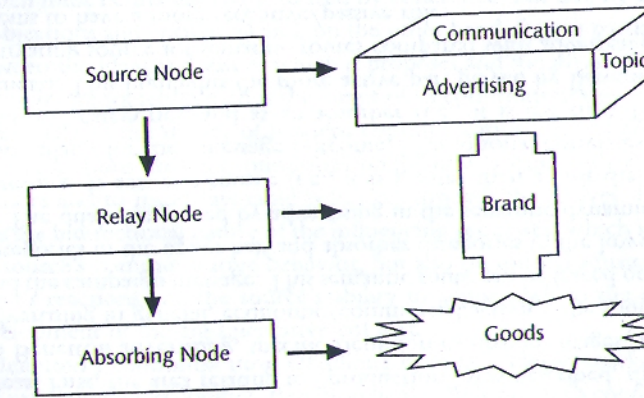 Communication
Source Node
Advertising
Topic
Relay Node
Brand
Absorbing Node
Goods